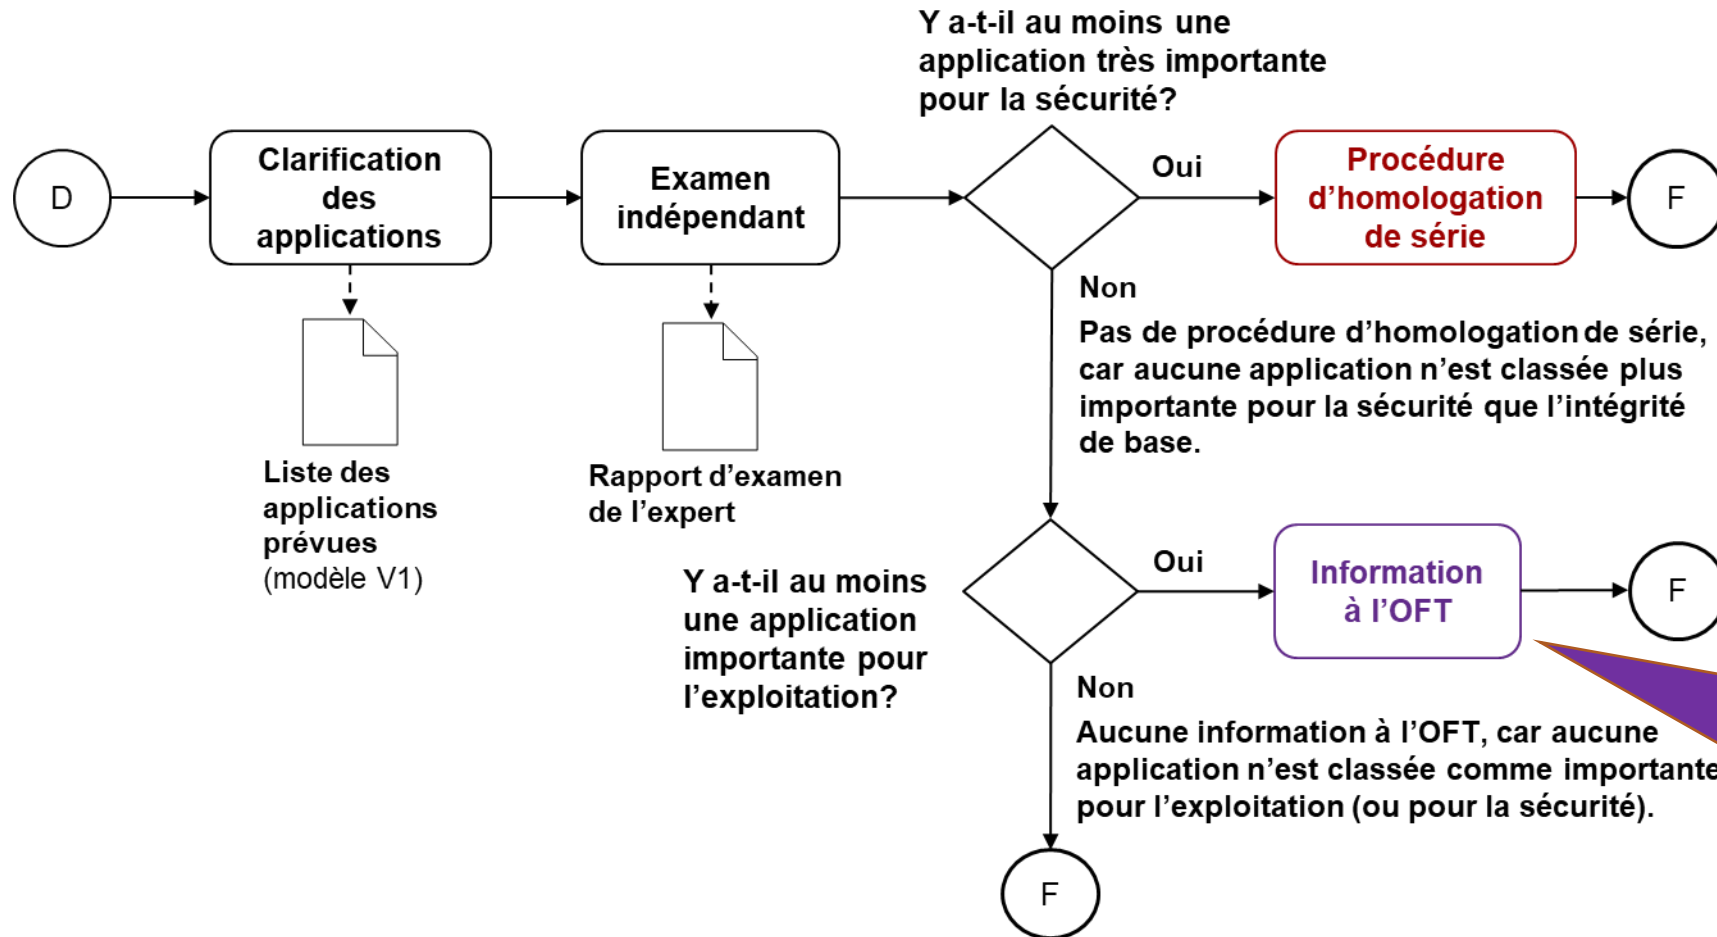 Y a-t-il au moins une
application très importante
pour la sécurité?
D
Clarification
des
applications
Examen
indépendant
Oui
Procédure
d’homologation
de série
F
Non
Pas de procédure d’homologation de série,
car aucune application n’est classée plus
importante pour la sécurité que l’intégrité
de base.
Liste des
applications
prévues
(modèle V1)
Rapport d’examen
de l’expert
Y a-t-il au moins
une application
importante pour
l’exploitation?
Oui
Information
à l’OFT
F
Non
Aucune information à l’OFT, car aucune
application n’est classée comme importante
pour l’exploitation (ou pour la sécurité).
F